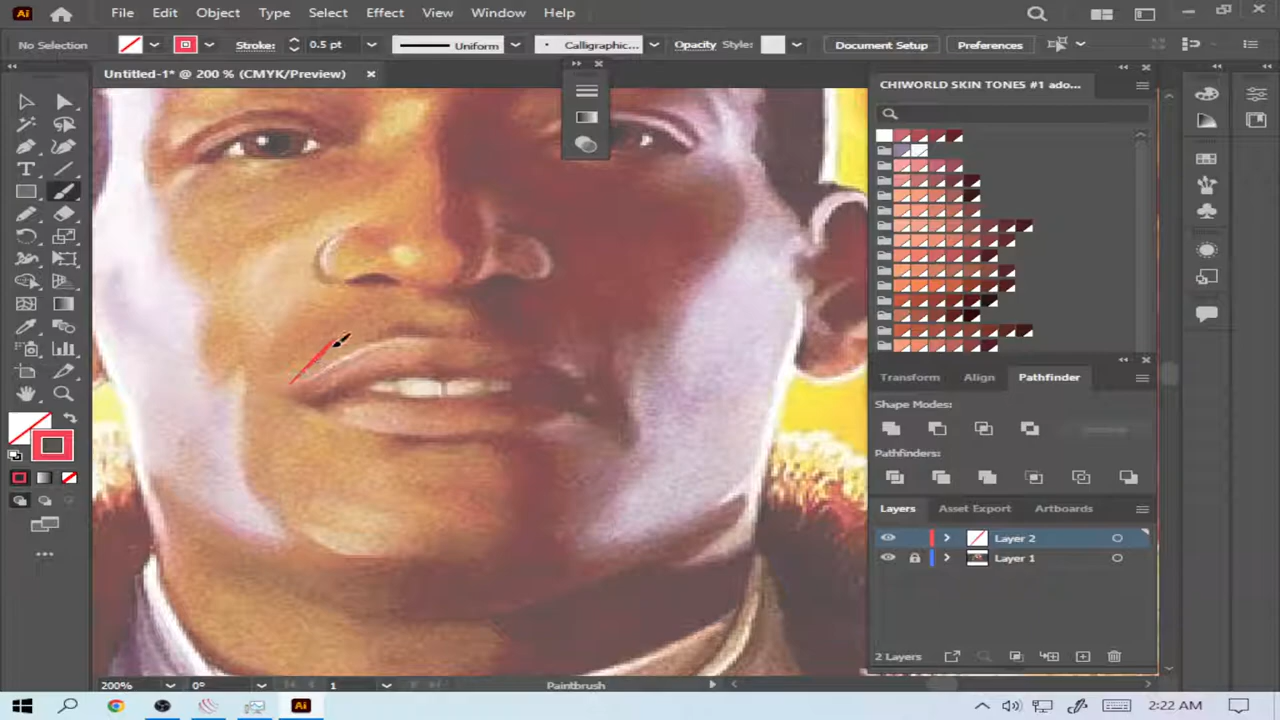 Ai File Edit Object Type Select Effect View Window Help
No Selection Stroke: 0.5 pt Uniform Calligraphic... Opacity Style: Document Setup Preferences
Untitled-1* @ 200 % (CMYK/Preview)
CHIWORLD SKIN TONES #1 ado...
Transform Align Pathfinder
Shape Modes:
Pathfinders:
Layers Asset Export Artboards
Layer 2
Layer 1
2 Layers
200% 0° 1 Paintbrush
Ai 2:22 AM